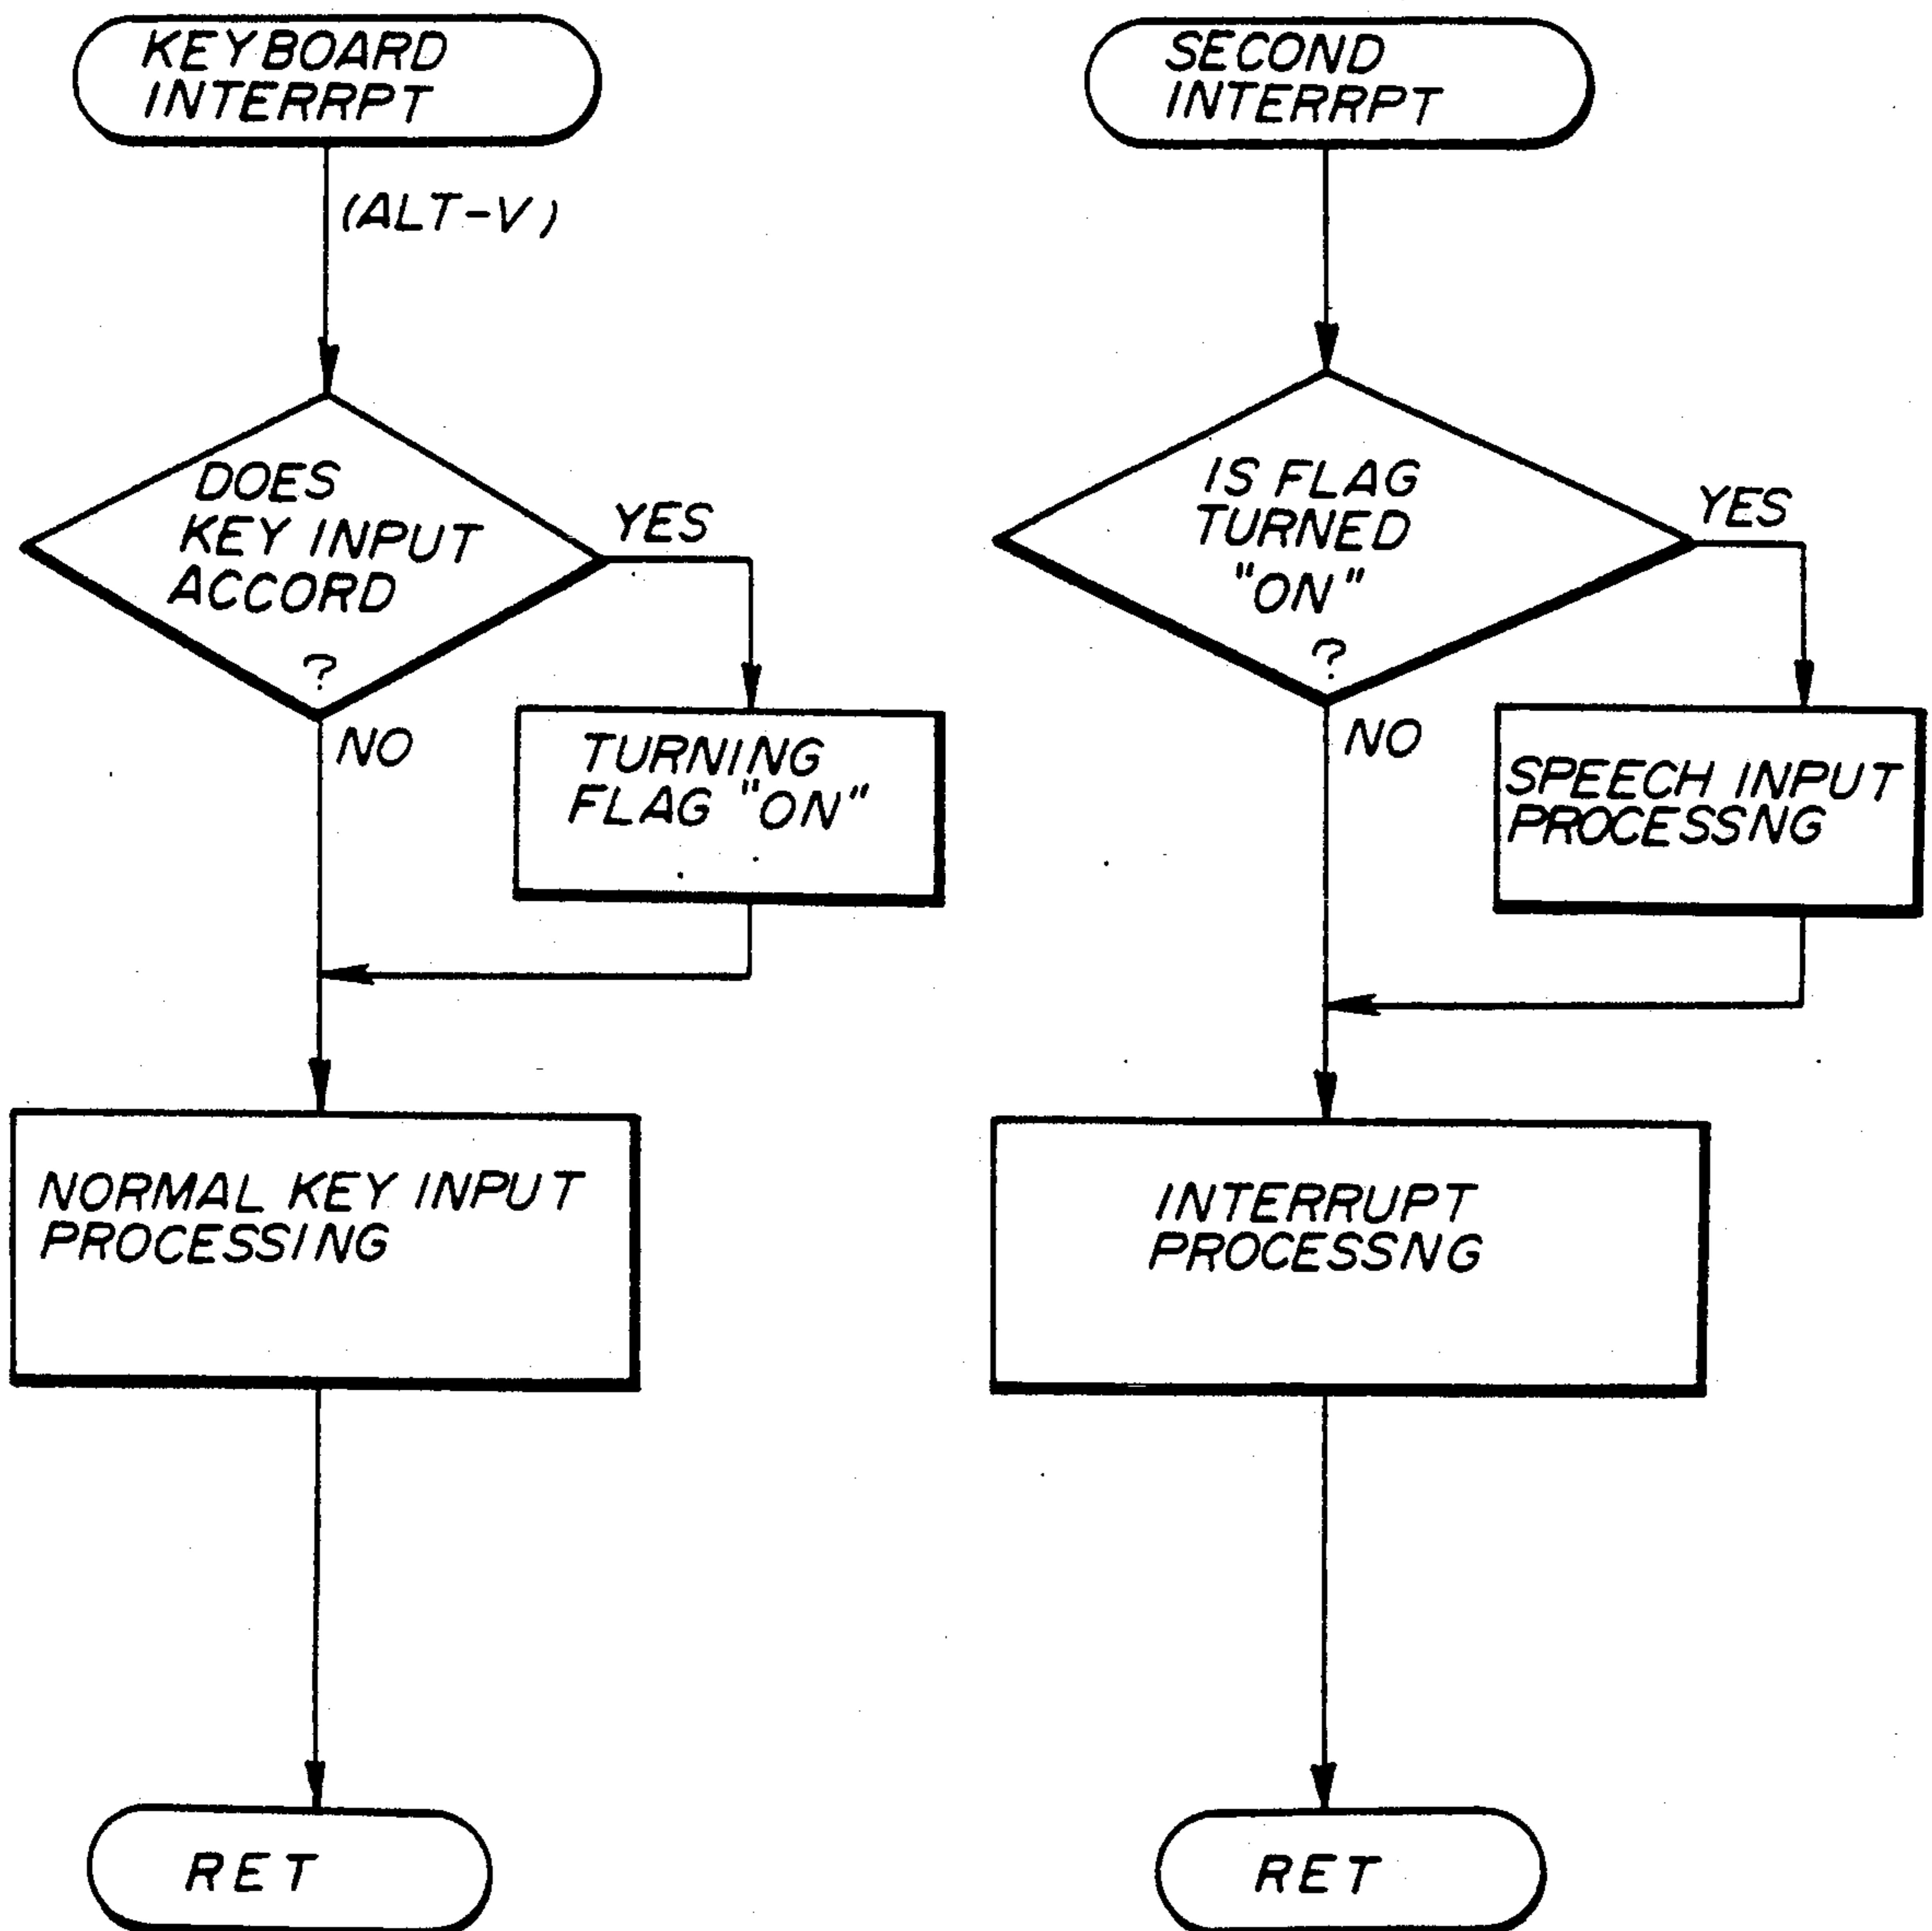 KEYBOARD
INTERRPT
(ALT-V)
DOES
KEY INPUT
ACCORD
?
YES
NO
TURNING
FLAG "ON"
NORMAL KEY INPUT
PROCESSING
RET
SECOND
INTERRPT
IS FLAG
TURNED
"ON"
?
YES
NO
SPEECH INPUT
PROCESSNG
INTERRUPT
PROCESSNG
RET